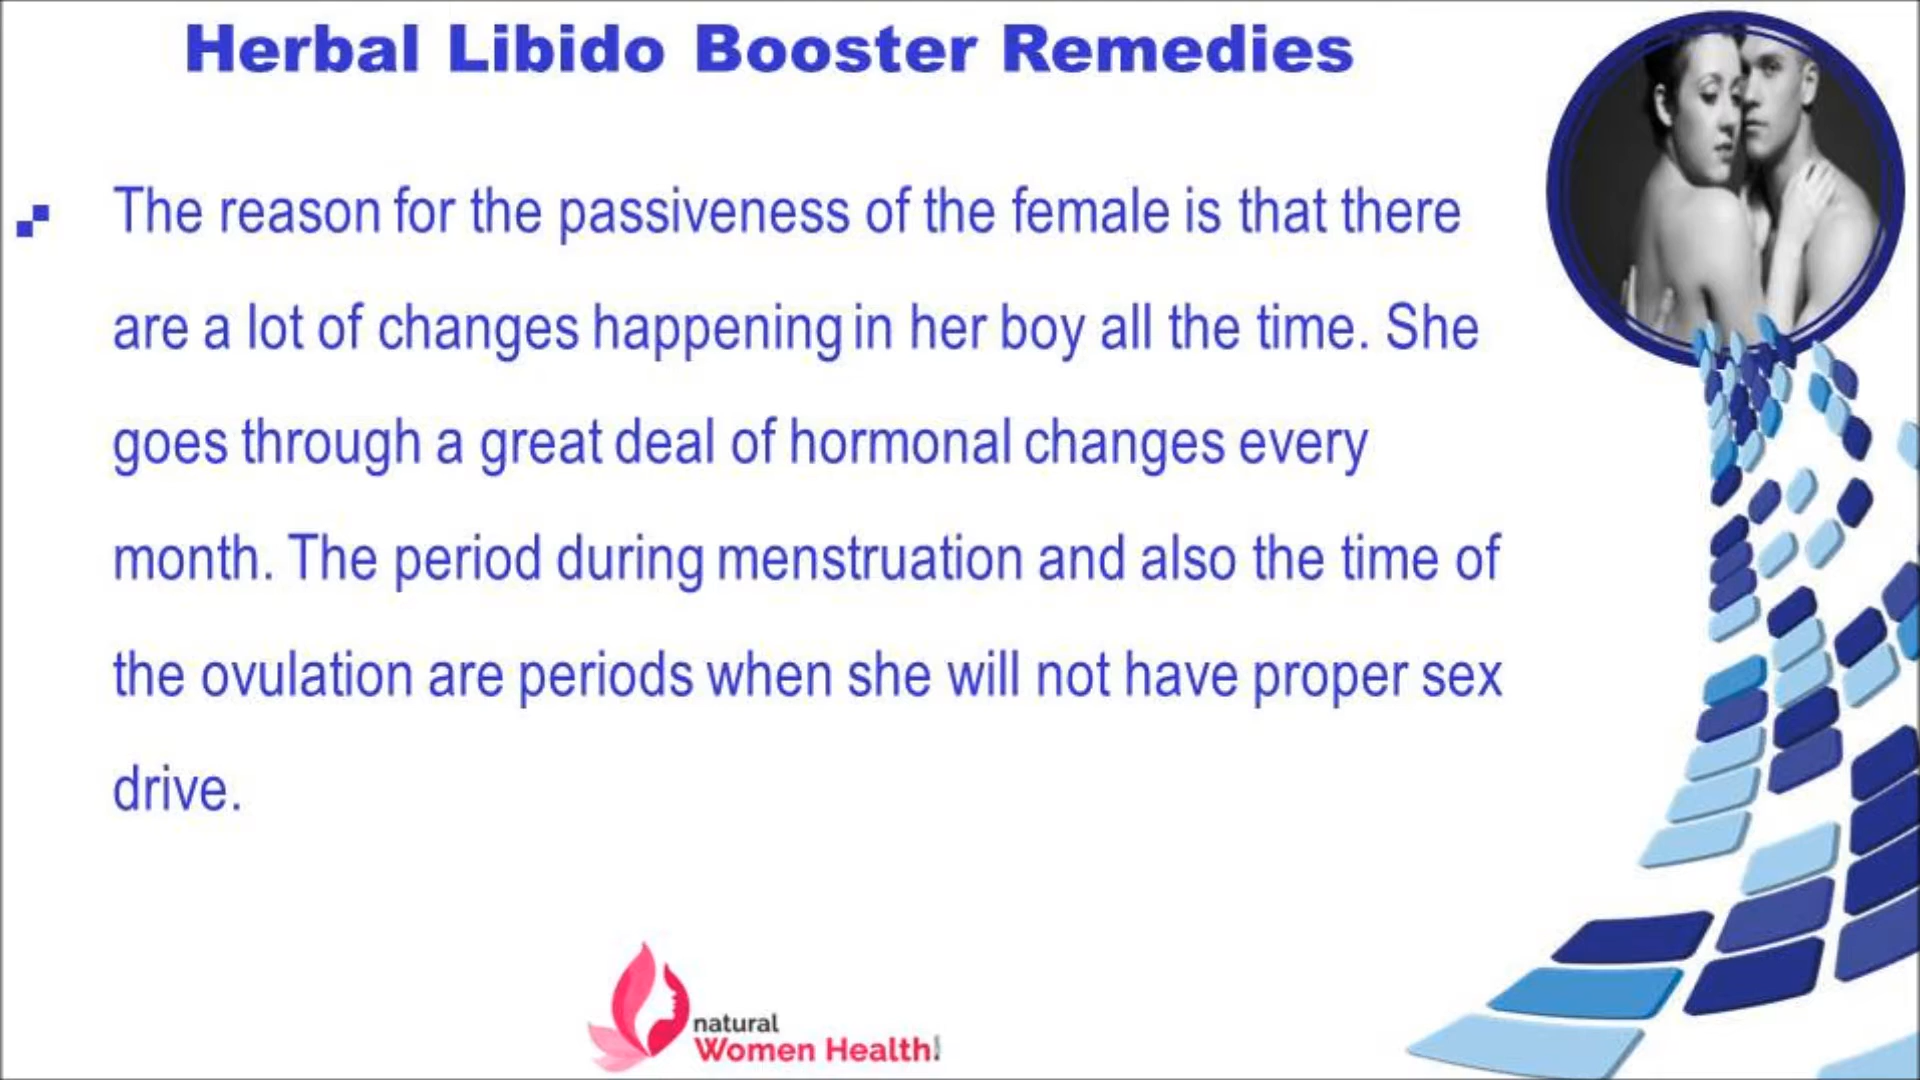 Herbal Libido Booster Remedies
The reason for the passiveness of the female is that there
are a lot of changes happening in her boy all the time. She
goes through a great deal of hormonal changes every
month. The period during menstruation and also the time of
the ovulation are periods when she will not have proper sex
drive.
natural
Women Health!